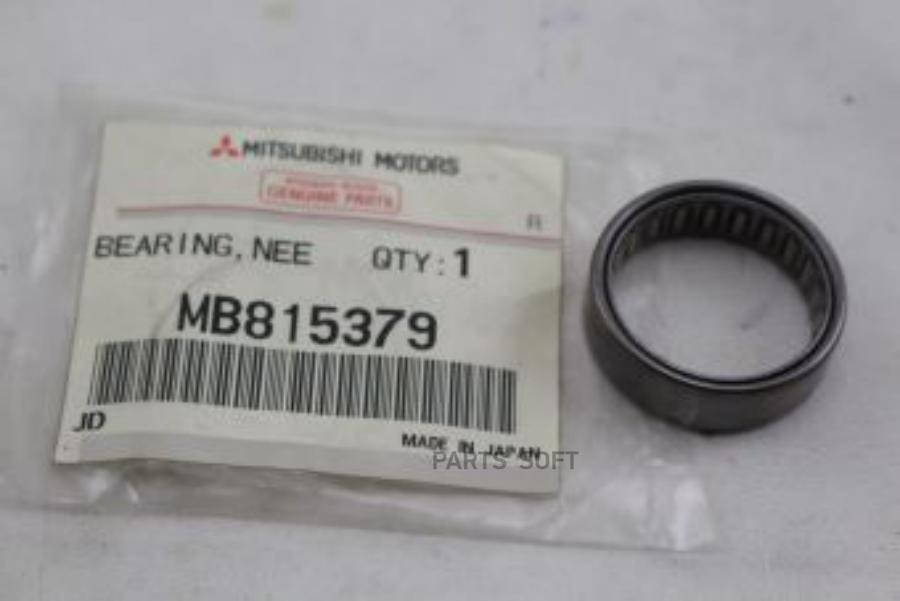 MITSUBISHI MOTORS
GENUINE PARTS
R
BEARING,NEE QTY:1
MB815379
JD
MADE IN JAPAN
PARTS SOFT